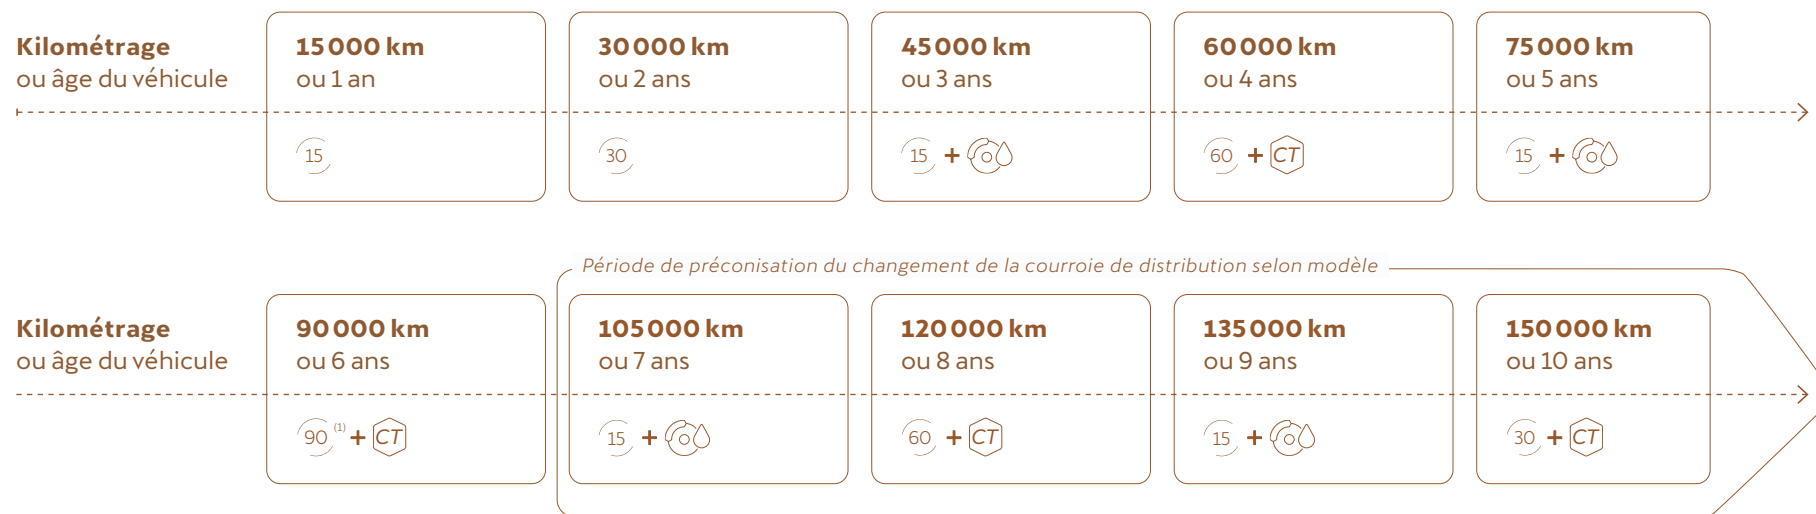 Kilométrage
ou âge du véhicule
15 000 km
ou 1 an
15
30 000 km
ou 2 ans
30
45 000 km
ou 3 ans
15 +
60 000 km
ou 4 ans
60 + CT
75 000 km
ou 5 ans
15 +
Période de préconisation du changement de la courroie de distribution selon modèle
Kilométrage
ou âge du véhicule
90 000 km
ou 6 ans
90 (1) + CT
105 000 km
ou 7 ans
15 +
120 000 km
ou 8 ans
60 + CT
135 000 km
ou 9 ans
15 +
150 000 km
ou 10 ans
30 + CT